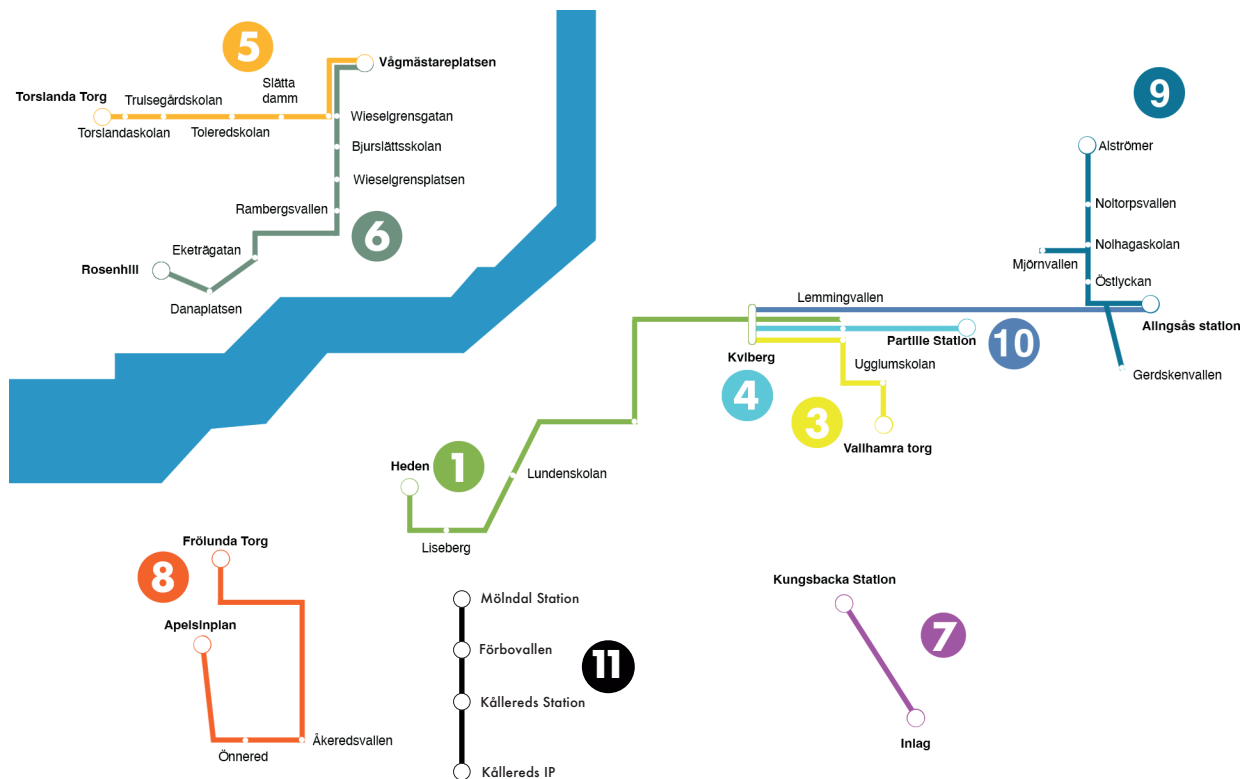 5
Vågmästareplatsen
Slätta
damm
Torslanda Torg
Trulsegårdskolan
Torslandaskolan
Toleredskolan
Wieselgrensgatan
Bjurslättsskolan
Wieselgrensplatsen
Rambergsvallen
6
Eketrägatan
Rosenhill
Danaplatsen
9
Alströmer
Noltorpsvallen
Nolhagaskolan
Mjörnvallen
Östlyckan
Alingsås station
Gerdskenvallen
Lemmingvallen
10
Partille Station
Kviberg
Ugglumskolan
4
3
Vallhamra torg
Heden
1
Lundenskolan
Liseberg
Frölunda Torg
8
Apelsinplan
Önnered
Åkeredsvallen
Mölndal Station
Förbovallen
11
Kållereds Station
Kållereds IP
Kungsbacka Station
7
Inlag